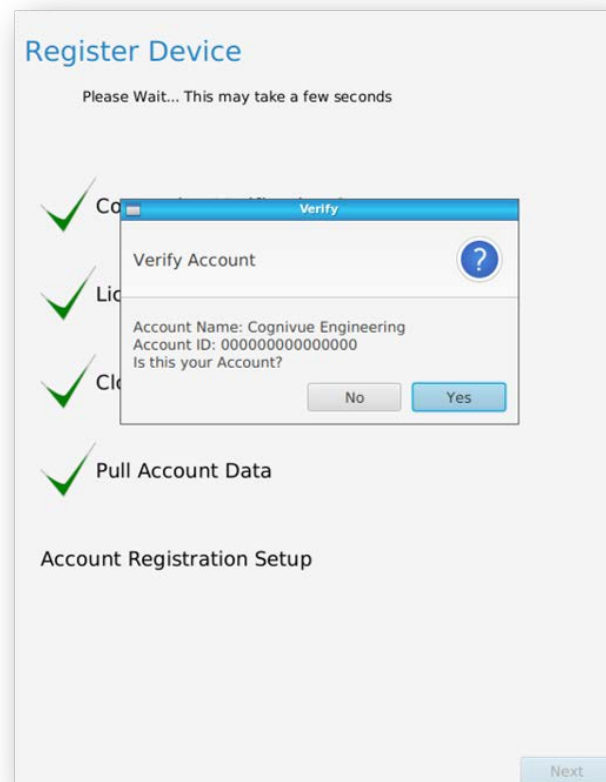 Register Device
Please Wait... This may take a few seconds
Verify
Verify Account
?
Account Name: Cognivue Engineering
Account ID: 000000000000000
Is this your Account?
No
Yes
Pull Account Data
Account Registration Setup
Next